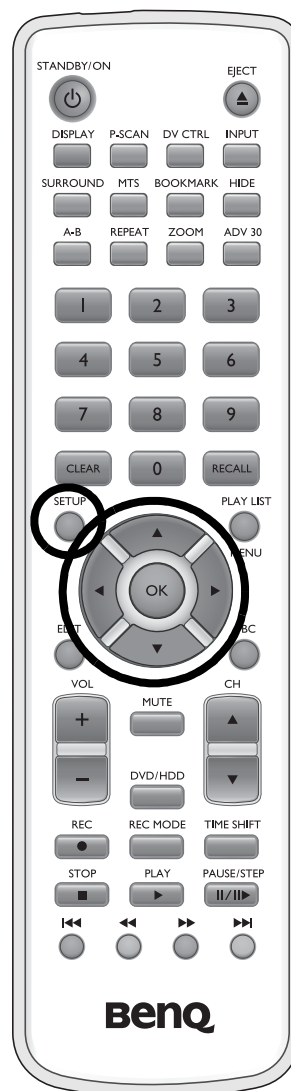 STANDBY/ON EJECT
DISPLAY P-SCAN DV CTRL INPUT
SURROUND MTS BOOKMARK HIDE
A-B REPEAT ZOOM ADV 30
1 2 3
4 5 6
7 8 9
CLEAR 0 RECALL
SETUP PLAY LIST
MENU
OK
VOL CH
MUTE
+
−
DVD/HDD
REC REC MODE TIME SHIFT
STOP PLAY PAUSE/STEP
BenQ